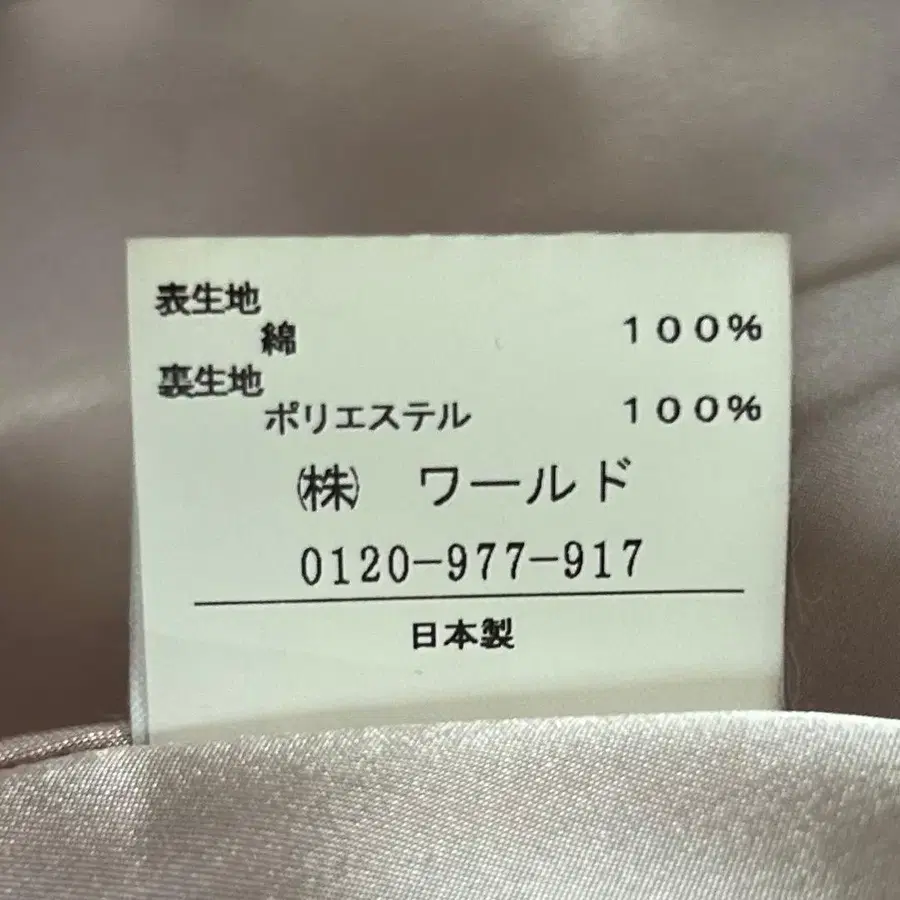 表生地
綿 １００％
裏生地
ポリエステル １００％
㈱ ワールド
0120-977-917
日本製